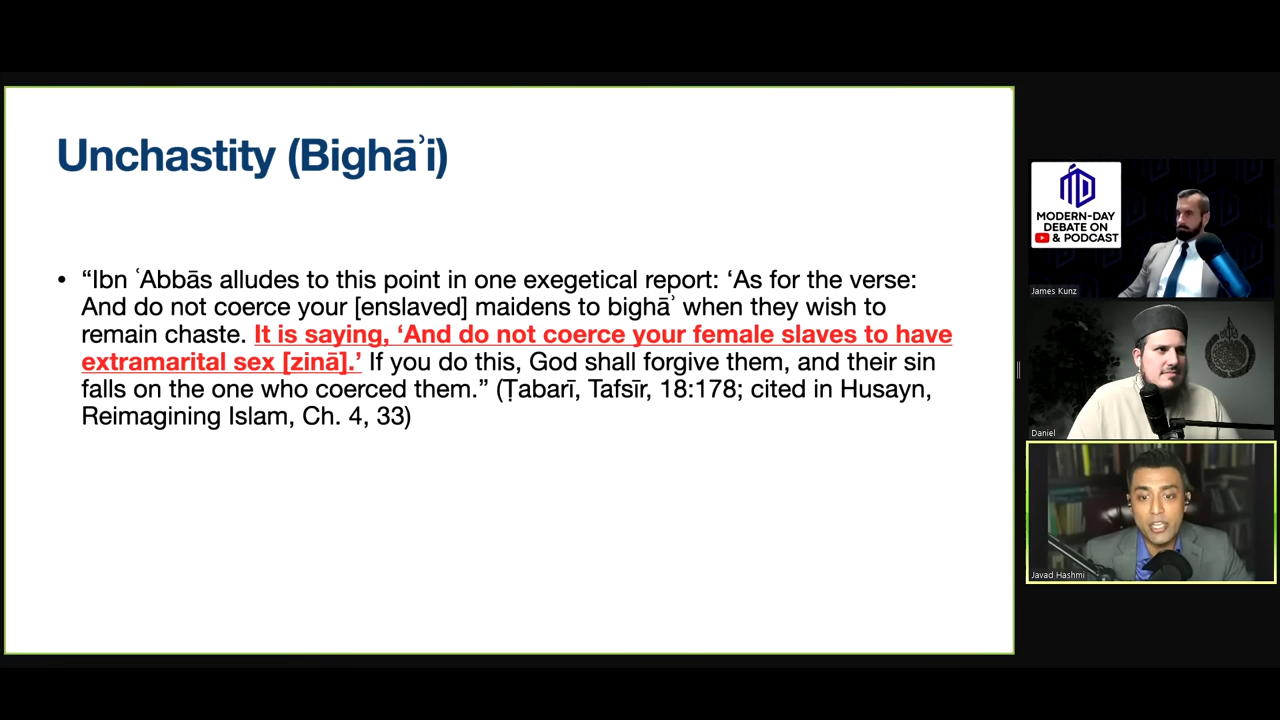 Unchastity (Bighāʾi)
• “Ibn ʿAbbās alludes to this point in one exegetical report: ‘As for the verse:
And do not coerce your [enslaved] maidens to bighāʾ when they wish to
remain chaste. It is saying, ‘And do not coerce your female slaves to have
extramarital sex [zinā].’ If you do this, God shall forgive them, and their sin
falls on the one who coerced them.” (Ṭabarī, Tafsīr, 18:178; cited in Husayn,
Reimagining Islam, Ch. 4, 33)
MODERN-DAY
DEBATE ON
& PODCAST
James Kunz
Daniel
Javad Hashmi